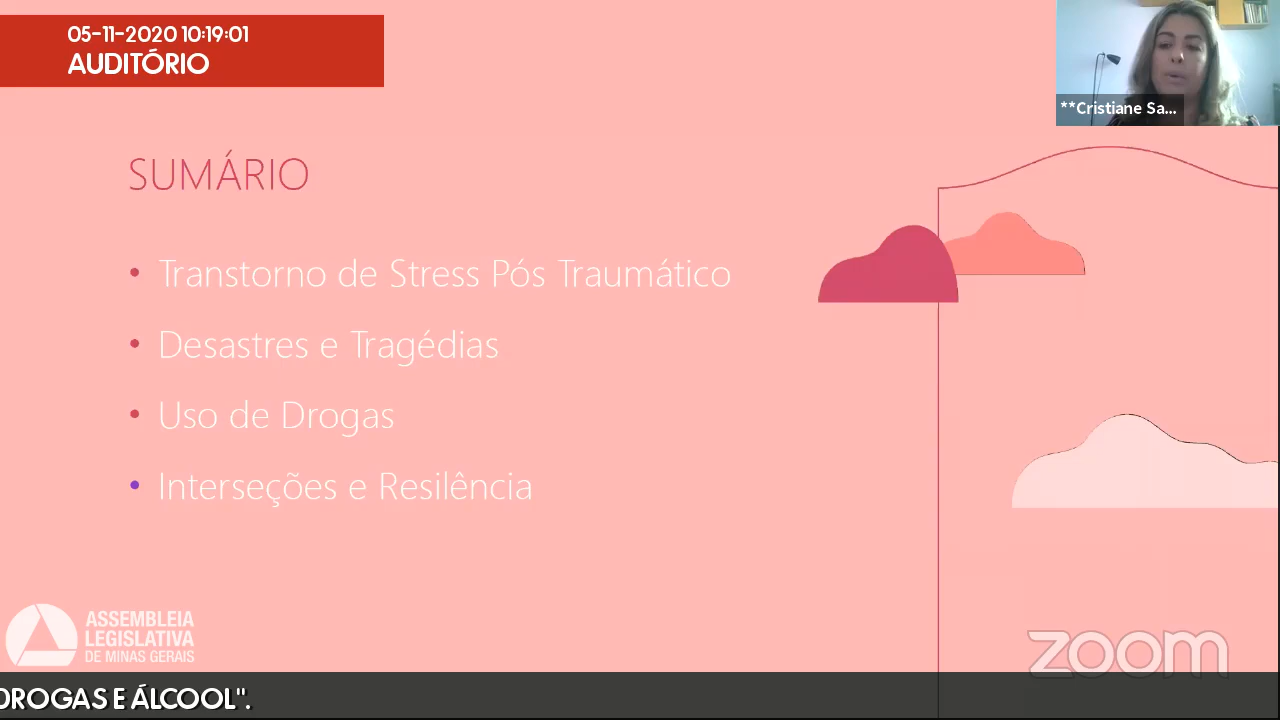 05-11-2020 10:19:01
AUDITÓRIO
**Cristiane Sa...
SUMÁRIO
• Transtorno de Stress Pós Traumático
• Desastres e Tragédias
• Uso de Drogas
• Interseções e Resilência
ASSEMBLEIA
LEGISLATIVA
DE MINAS GERAIS
zoom
DROGAS E ÁLCOOL".